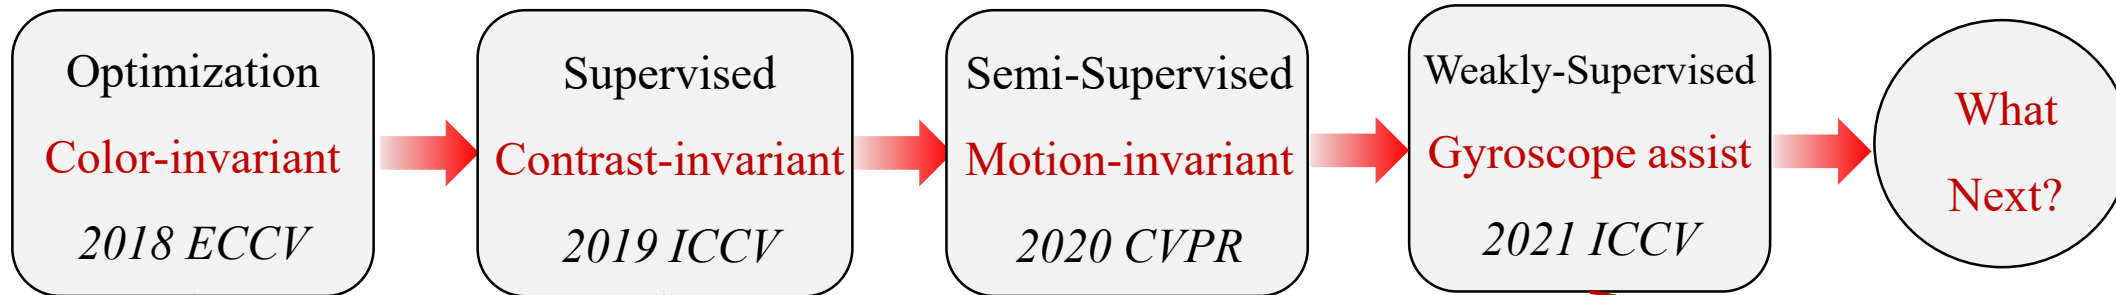 Optimization
Color-invariant
2018 ECCV
Supervised
Contrast-invariant
2019 ICCV
Semi-Supervised
Motion-invariant
2020 CVPR
Weakly-Supervised
Gyroscope assist
2021 ICCV
What
Next?